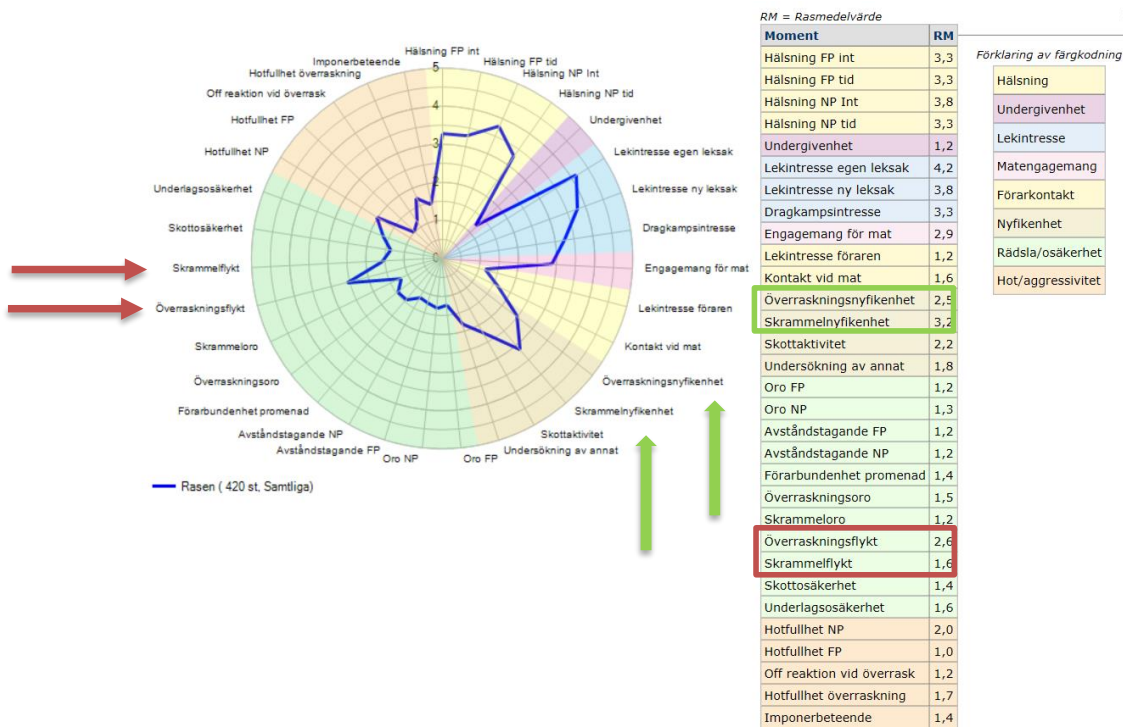 Hälsning FP int
Hälsning FP tid
Hälsning NP Int
Hälsning NP tid
Undergivenhet
Lekintresse egen leksak
Lekintresse ny leksak
Dragkampsintresse
Engagemang för mat
Lekintresse föraren
Kontakt vid mat
Överraskningsnyfikenhet
Skrammelnyfikenhet
Skottaktivitet
Undersökning av annat
Oro FP
Oro NP
Avståndstagande FP
Avståndstagande NP
Förarbundenhet promenad
Överraskningsoro
Skrammeloro
Överraskningsflykt
Skrammelflykt
Skottosäkerhet
Underlagsosäkerhet
Hotfullhet NP
Hotfullhet FP
Off reaktion vid överrask
Hotfullhet överraskning
Imponerbeteende
5
4
3
2
1
0
Rasen ( 420 st, Samtliga)
RM = Rasmedelvärde
Moment RM
Hälsning FP int 3,3
Hälsning FP tid 3,3
Hälsning NP Int 3,8
Hälsning NP tid 3,3
Undergivenhet 1,2
Lekintresse egen leksak 4,2
Lekintresse ny leksak 3,8
Dragkampsintresse 3,3
Engagemang för mat 2,9
Lekintresse föraren 1,2
Kontakt vid mat 1,6
Överraskningsnyfikenhet 2,5
Skrammelnyfikenhet 3,2
Skottaktivitet 2,2
Undersökning av annat 1,8
Oro FP 1,2
Oro NP 1,3
Avståndstagande FP 1,2
Avståndstagande NP 1,2
Förarbundenhet promenad 1,4
Överraskningsoro 1,5
Skrammeloro 1,2
Överraskningsflykt 2,6
Skrammelflykt 1,6
Skottosäkerhet 1,4
Underlagsosäkerhet 1,6
Hotfullhet NP 2,0
Hotfullhet FP 1,0
Off reaktion vid överrask 1,2
Hotfullhet överraskning 1,7
Imponerbeteende 1,4
Förklaring av färgkodning
Hälsning
Undergivenhet
Lekintresse
Matengagemang
Förarkontakt
Nyfikenhet
Rädsla/osäkerhet
Hot/aggressivitet